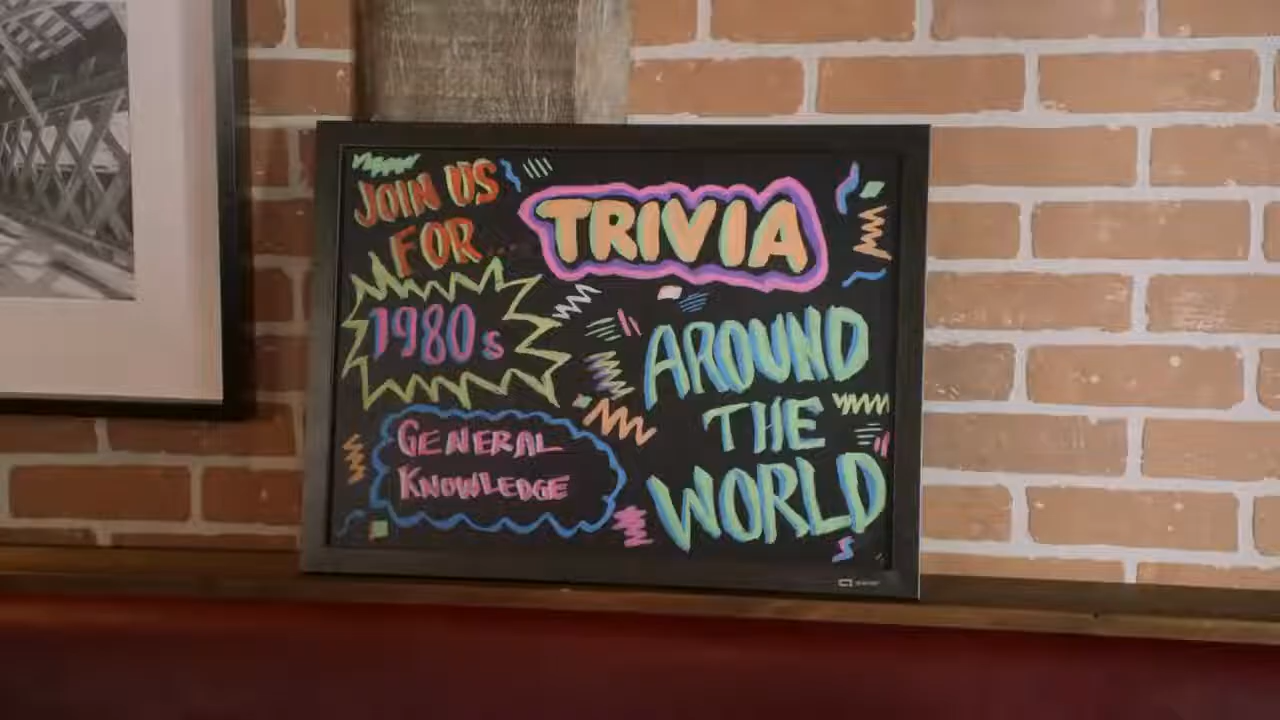 JOIN US
FOR...
TRIVIA
1980s
GENERAL
KNOWLEDGE
AROUND
THE
WORLD